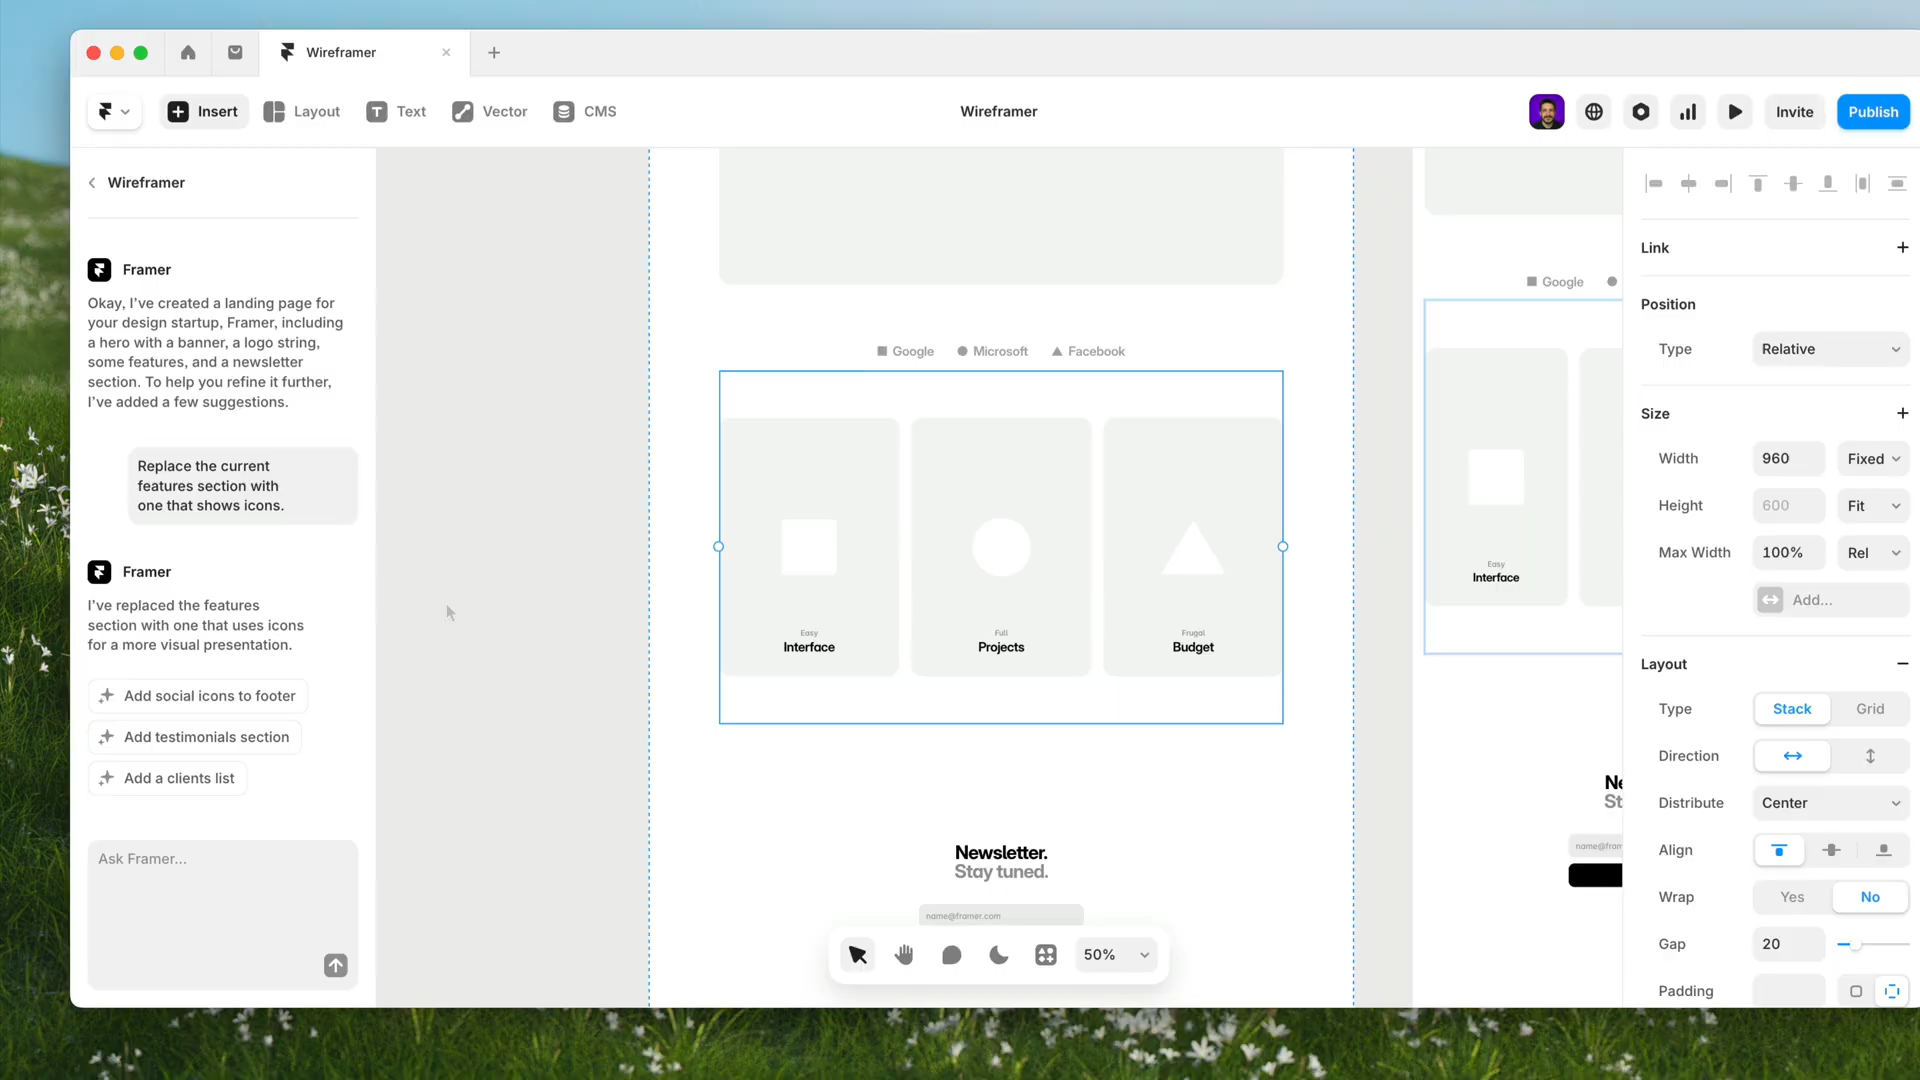 Wireframer
Insert
Layout
Text
Vector
CMS
Wireframer
Invite
Publish
Wireframer
Framer
Okay, I've created a landing page for
your design startup, Framer, including
a hero with a banner, a logo string,
some features, and a newsletter
section. To help you refine it further,
I've added a few suggestions.
Replace the current
features section with
one that shows icons.
Framer
I've replaced the features
section with one that uses icons
for a more visual presentation.
Add social icons to footer
Add testimonials section
Add a clients list
Ask Framer...
Google
Microsoft
Facebook
Easy
Interface
Full
Projects
Frugal
Budget
Newsletter.
Stay tuned.
name@framer.com
50%
Google
Easy
Interface
Ne
St
name@fram
Link
Position
Type
Relative
Size
Width
960
Fixed
Height
600
Fit
Max Width
100%
Rel
Add...
Layout
Type
Stack
Grid
Direction
Distribute
Center
Align
Wrap
Yes
No
Gap
20
Padding